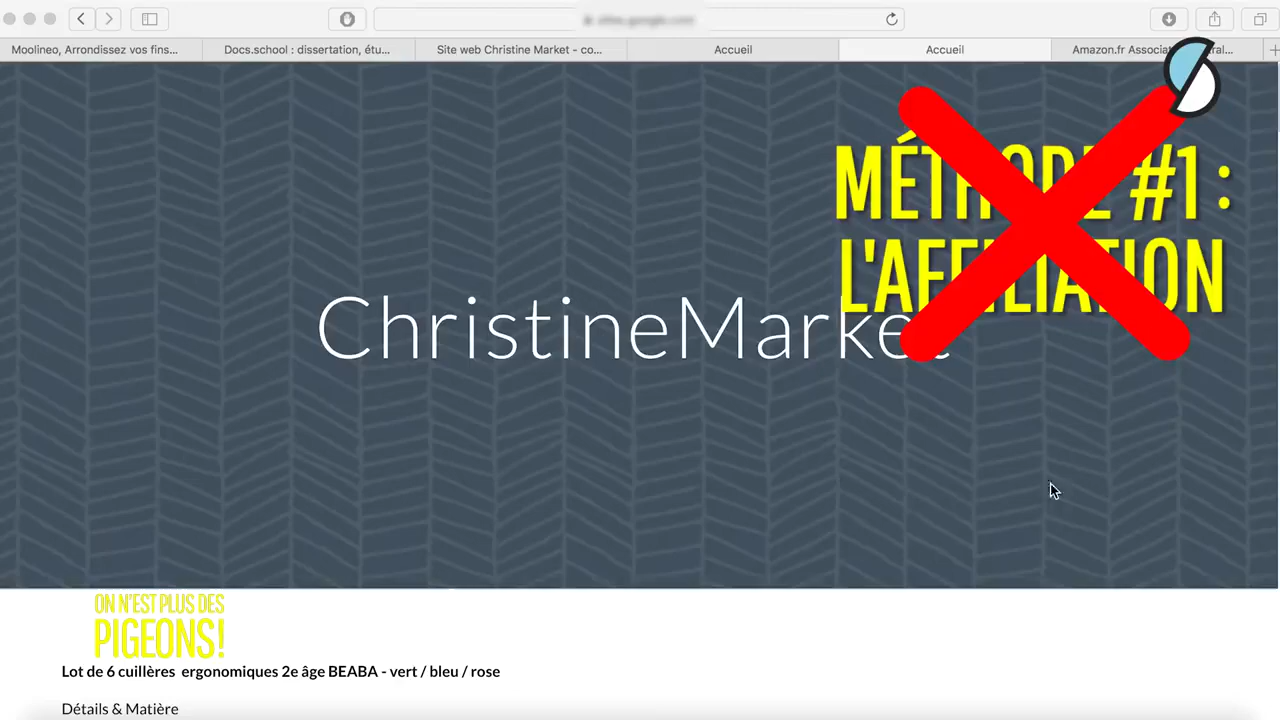 Moolineo, Arrondissez vos fins...
Docs.school : dissertation, étu...
Site web Christine Market - co...
Accueil
Accueil
Amazon.fr
MÉTHODE #1 :
L'AFFILIATION
ChristineMarket
ON N'EST PLUS DES
PIGEONS!
Lot de 6 cuillères ergonomiques 2e âge BEABA - vert / bleu / rose
Détails & Matière